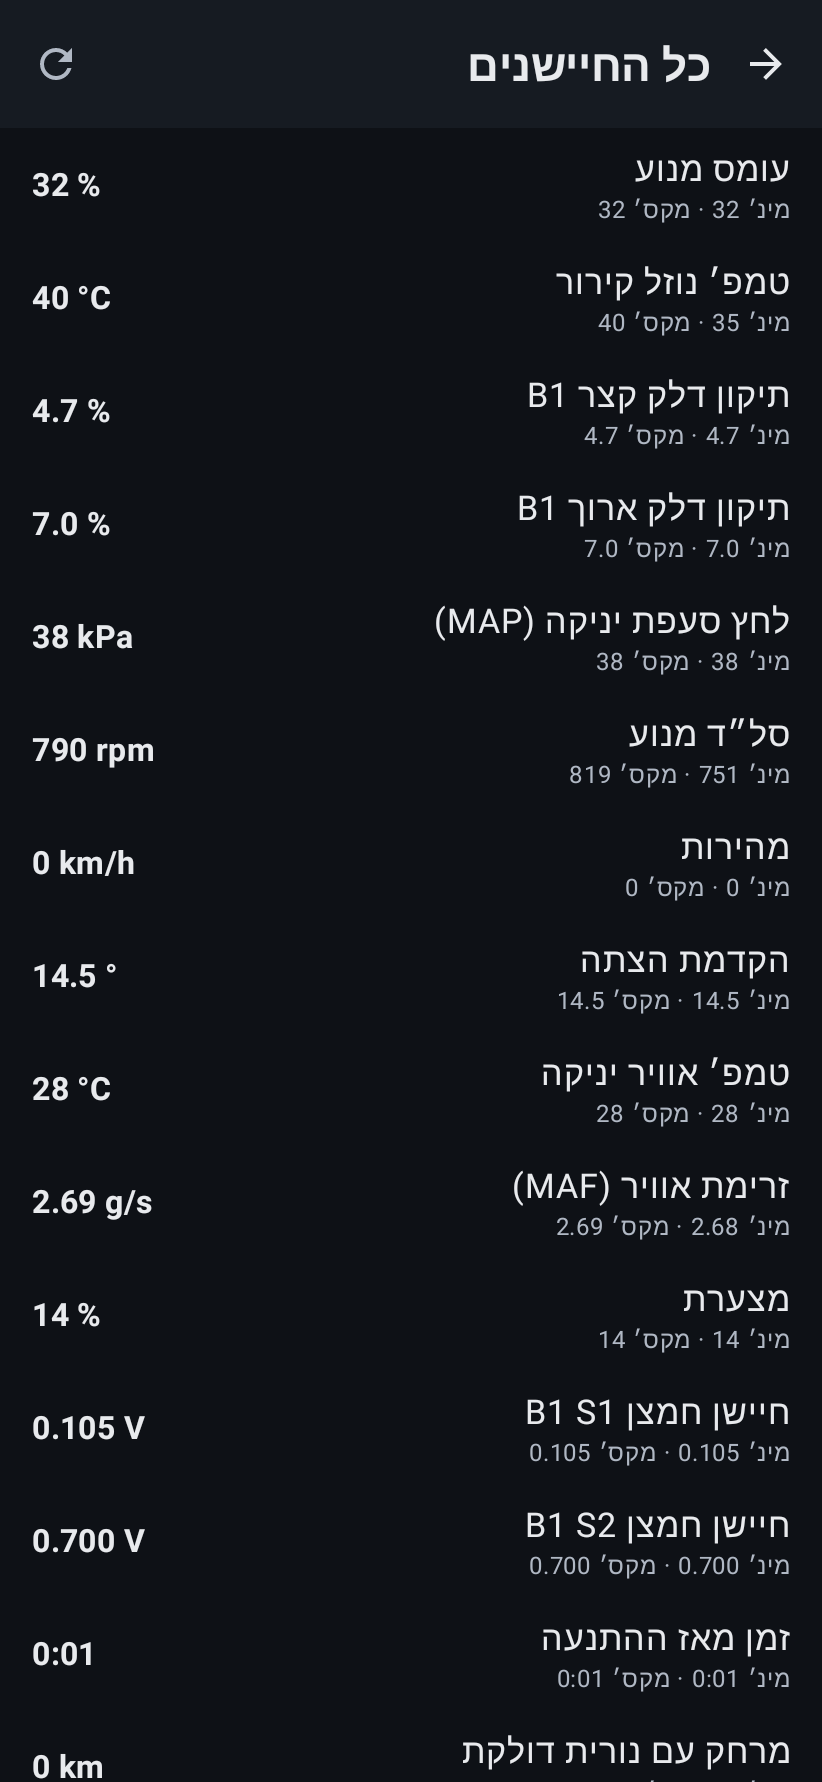 כל החיישנים
עומס מנוע
מינ׳ 32 · מקס׳ 32
32 %
טמפ׳ נוזל קירור
מינ׳ 35 · מקס׳ 40
40 °C
תיקון דלק קצר B1
מינ׳ 4.7 · מקס׳ 4.7
4.7 %
תיקון דלק ארוך B1
מינ׳ 7.0 · מקס׳ 7.0
7.0 %
לחץ סעפת יניקה (MAP)
מינ׳ 38 · מקס׳ 38
38 kPa
סל״ד מנוע
מינ׳ 751 · מקס׳ 819
790 rpm
מהירות
מינ׳ 0 · מקס׳ 0
0 km/h
הקדמת הצתה
מינ׳ 14.5 · מקס׳ 14.5
14.5 °
טמפ׳ אוויר יניקה
מינ׳ 28 · מקס׳ 28
28 °C
זרימת אוויר (MAF)
מינ׳ 2.68 · מקס׳ 2.69
2.69 g/s
מצערת
מינ׳ 14 · מקס׳ 14
14 %
חיישן חמצן B1 S1
מינ׳ 0.105 · מקס׳ 0.105
0.105 V
חיישן חמצן B1 S2
מינ׳ 0.700 · מקס׳ 0.700
0.700 V
זמן מאז ההתנעה
מינ׳ 0:01 · מקס׳ 0:01
0:01
מרחק עם נורית דולקת
0 km